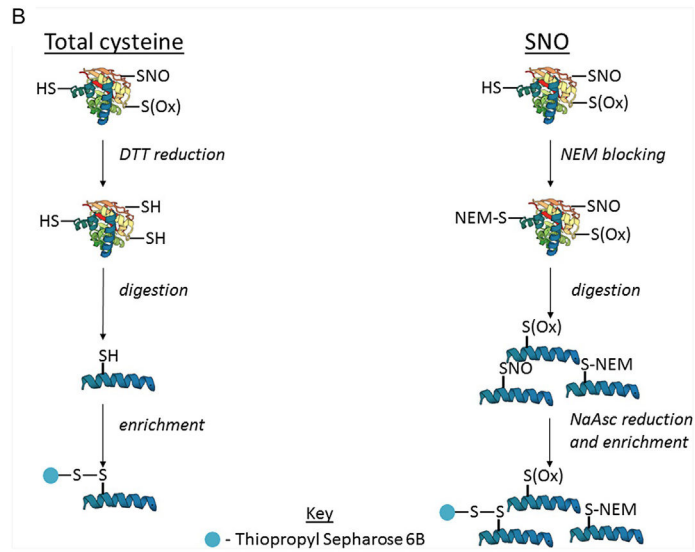 B
Total cysteine
SNO
HS
SNO
S(Ox)
HS
SNO
S(Ox)
DTT reduction
NEM blocking
HS
SH
SH
NEM-S
SNO
S(Ox)
digestion
digestion
SH
S(Ox)
SNO
S-NEM
enrichment
NaAsc reduction
and enrichment
S S
S(Ox)
S S
S-NEM
Key
- Thiopropyl Sepharose 6B